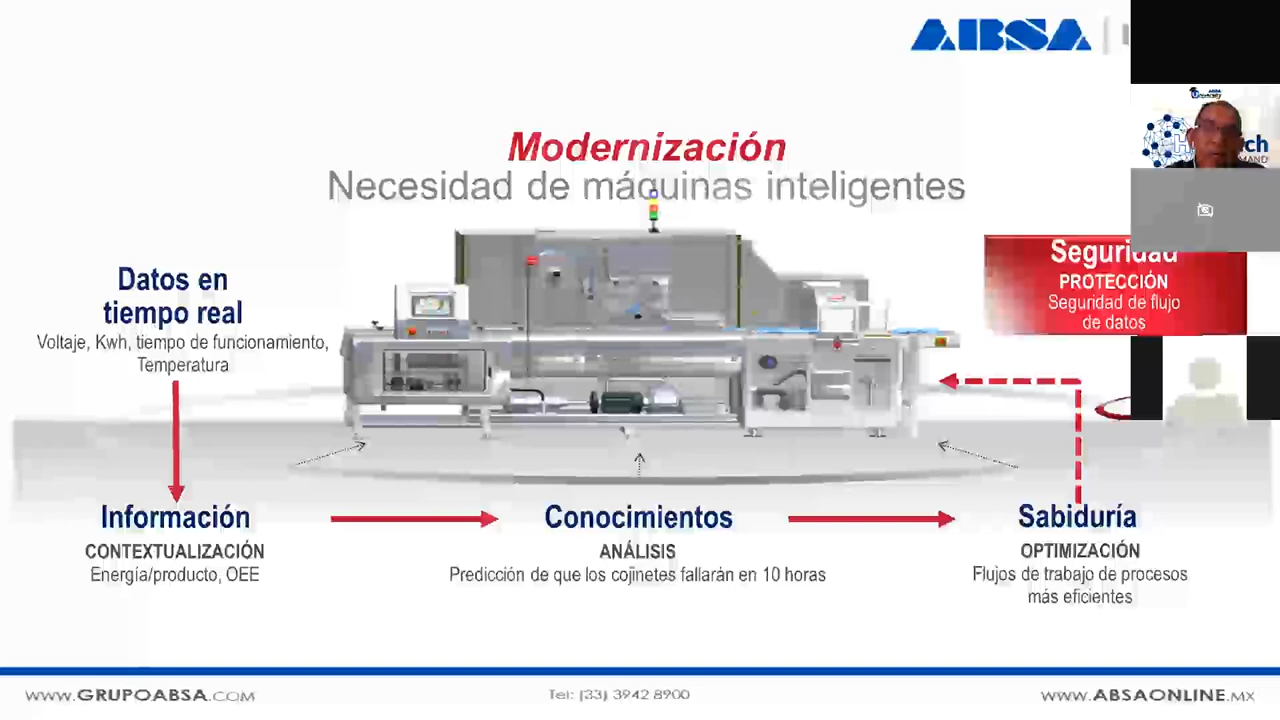 ABSA
Modernización
Necesidad de máquinas inteligentes
Datos en
tiempo real
Voltaje, Kwh, tiempo de funcionamiento,
Temperatura
Seguridad
PROTECCIÓN
Seguridad de flujo
de datos
Información
CONTEXTUALIZACIÓN
Energía/producto, OEE
Conocimientos
ANÁLISIS
Predicción de que los cojinetes fallarán en 10 horas
Sabiduría
OPTIMIZACIÓN
Flujos de trabajo de procesos
más eficientes
WWW.GRUPOABSA.COM
Tel: (33) 3942 8900
WWW.ABSAONLINE.MX